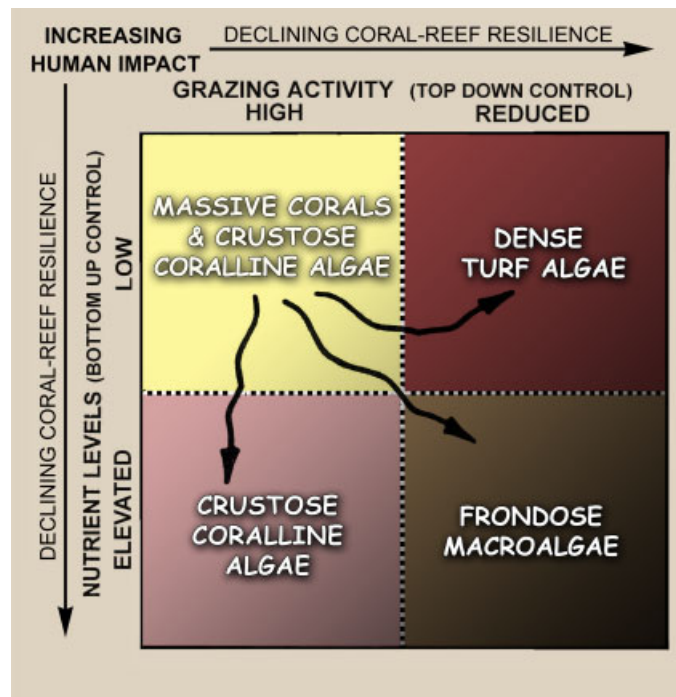 INCREASING
HUMAN IMPACT
DECLINING CORAL-REEF RESILIENCE
GRAZING ACTIVITY (TOP DOWN CONTROL)
HIGH REDUCED
DECLINING CORAL-REEF RESILIENCE
NUTRIENT LEVELS (BOTTOM UP CONTROL)
LOW
ELEVATED
MASSIVE CORALS
& CRUSTOSE
CORALLINE ALGAE
DENSE
TURF ALGAE
CRUSTOSE
CORALLINE
ALGAE
FRONDOSE
MACROALGAE